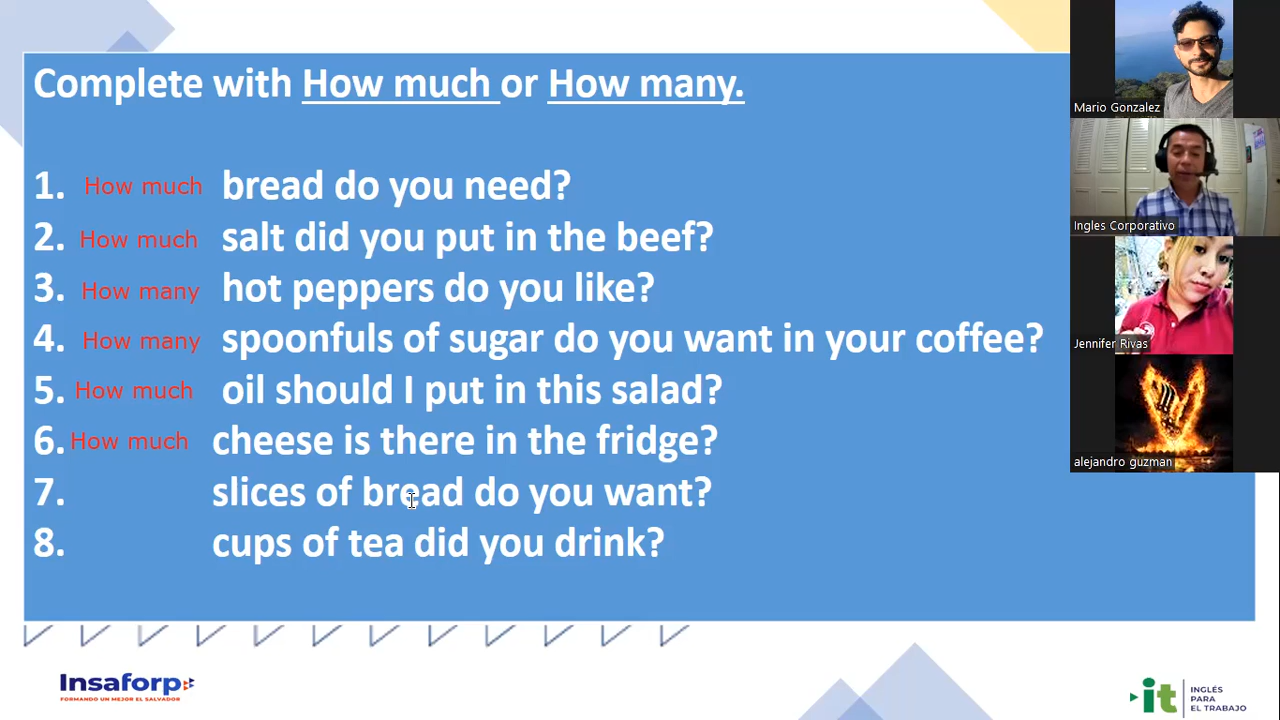 Complete with How much or How many.
1. How much bread do you need?
2. How much salt did you put in the beef?
3. How many hot peppers do you like?
4. How many spoonfuls of sugar do you want in your coffee?
5. How much oil should I put in this salad?
6. How much cheese is there in the fridge?
7. slices of bread do you want?
8. cups of tea did you drink?
Mario Gonzalez
Ingles Corporativo
Jennifer Rivas
alejandro guzman
Insaforp
FORMANDO UN MEJOR EL SALVADOR
it
INGLÉS
PARA
EL TRABAJO